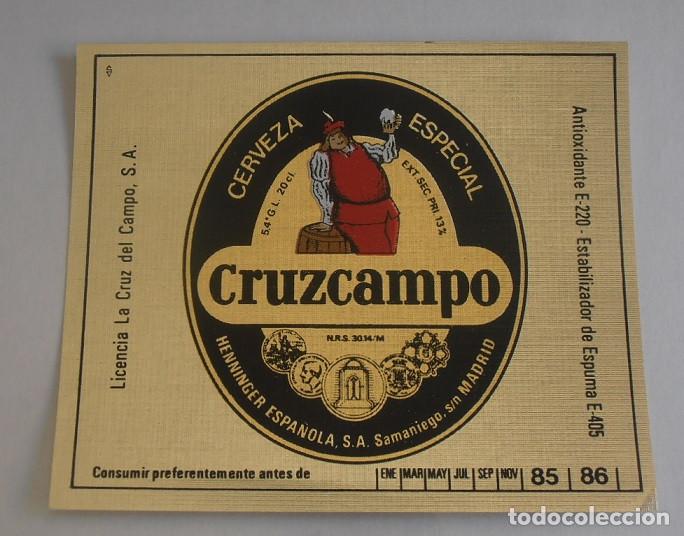 Licencia La Cruz del Campo, S.A.
CERVEZA ESPECIAL
5,4° G.L. 20 cl.
EXT. SEC. PRI. 13%
Cruzcampo
N.R.S. 30.14/M
HENNINGER ESPAÑOLA, S.A. Samaniego, s/n MADRID
Antioxidante E-220 - Estabilizador de Espuma E-405
Consumir preferentemente antes de ENE MAR MAY JUL SEP NOV 85 86
todocoleccion